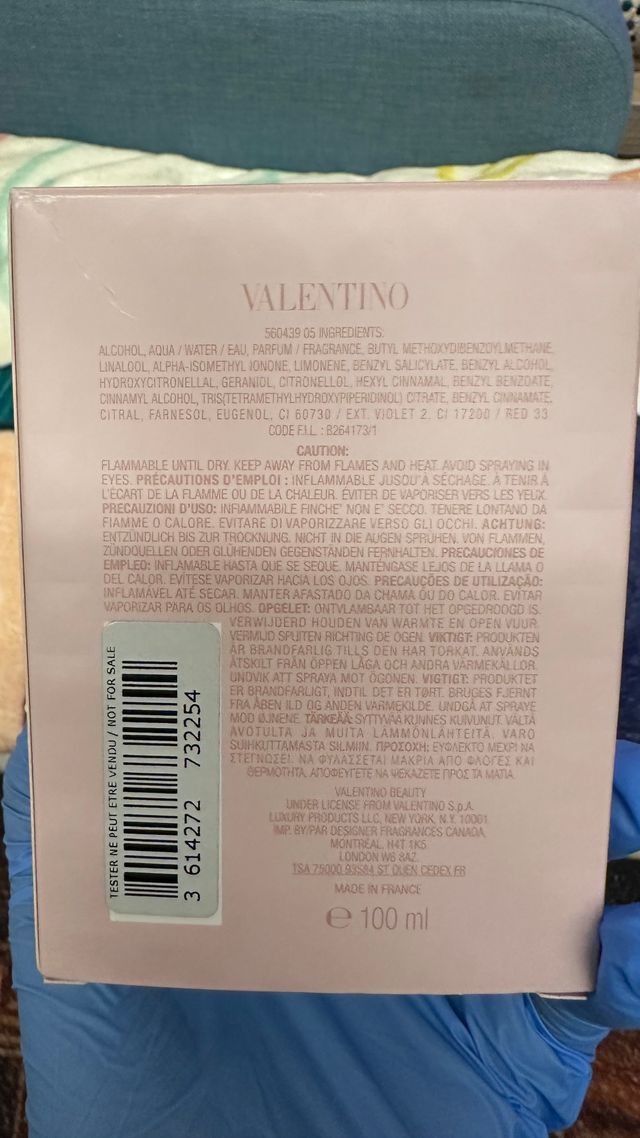 VALENTINO
560439 05 INGREDIENTS:
ALCOHOL, AQUA / WATER / EAU, PARFUM / FRAGRANCE, BUTYL METHOXYDIBENZOYLMETHANE,
LINALOOL, ALPHA-ISOMETHYL IONONE, LIMONENE, BENZYL SALICYLATE, BENZYL ALCOHOL,
HYDROXYCITRONELLAL, GERANIOL, CITRONELLOL, HEXYL CINNAMAL, BENZYL BENZOATE,
CINNAMYL ALCOHOL, TRIS(TETRAMETHYLHYDROXYPIPERIDINOL) CITRATE, BENZYL CINNAMATE,
CITRAL, FARNESOL, EUGENOL, CI 60730 / EXT. VIOLET 2, CI 17200 / RED 33
CODE F.I.L. : B264173/1
CAUTION:
FLAMMABLE UNTIL DRY. KEEP AWAY FROM FLAMES AND HEAT. AVOID SPRAYING IN
EYES. PRÉCAUTIONS D'EMPLOI : INFLAMMABLE JUSQU'À SÉCHAGE. À TENIR À
L'ÉCART DE LA FLAMME OU DE LA CHALEUR. ÉVITER DE VAPORISER VERS LES YEUX.
PRECAUZIONI D'USO: INFIAMMABILE FINCHE' NON E' SECCO. TENERE LONTANO DA
FIAMME O CALORE. EVITARE DI VAPORIZZARE VERSO GLI OCCHI. ACHTUNG:
ENTZÜNDLICH BIS ZUR TROCKNUNG. NICHT IN DIE AUGEN SPRÜHEN. VON FLAMMEN,
ZÜNDQUELLEN ODER GLÜHENDEN GEGENSTÄNDEN FERNHALTEN. PRECAUCIONES DE
EMPLEO: INFLAMABLE HASTA QUE SE SEQUE. MANTÉNGASE LEJOS DE LA LLAMA O
DEL CALOR. EVÍTESE VAPORIZAR HACIA LOS OJOS. PRECAUÇÕES DE UTILIZAÇÃO:
INFLAMÁVEL ATÉ SECAR. MANTER AFASTADO DA CHAMA OU DO CALOR. EVITAR
VAPORIZAR PARA OS OLHOS. OPGELET: ONTVLAMBAAR TOT HET OPGEDROOGD IS.
VERWIJDERD HOUDEN VAN WARMTE EN OPEN VUUR.
VERMIJD SPUITEN RICHTING DE OGEN. VIKTIGT: PRODUKTEN
ÄR BRANDFARLIG TILLS DEN HAR TORKAT. ANVÄNDS
ÅTSKILT FRÅN ÖPPEN LÅGA OCH ANDRA VÄRMEKÄLLOR.
UNDVIK ATT SPRAYA MOT ÖGONEN. VIGTIGT: PRODUKTET
ER BRANDFARLIGT, INDTIL DET ER TØRT. BRUGES FJERNT
FRA ÅBEN ILD OG ANDEN VARMEKILDE. UNDGÅ AT SPRAYE
MOD ØJNENE. TÄRKEÄÄ: SYTTYVÄÄ KUNNES KUIVUNUT. VÄLTÄ
AVOTULTA JA MUITA LÄMMÖNLÄHTEITÄ. VARO
SUIHKUTTAMASTA SILMIIN. ΠΡΟΣΟΧΗ: ΕΥΦΛΕΚΤΟ ΜΕΧΡΙ ΝΑ
ΣΤΕΓΝΩΣΕΙ. ΝΑ ΦΥΛΑΣΣΕΤΑΙ ΜΑΚΡΙΑ ΑΠΟ ΦΛΟΓΕΣ ΚΑΙ
ΘΕΡΜΟΤΗΤΑ. ΑΠΟΦΕΥΓΕΤΕ ΝΑ ΨΕΚΑΖΕΤΕ ΠΡΟΣ ΤΑ ΜΑΤΙΑ.
TESTER NE PEUT ETRE VENDU / NOT FOR SALE
3 614272 732254
VALENTINO BEAUTY
UNDER LICENSE FROM VALENTINO S.p.A.
LUXURY PRODUCTS LLC, NEW YORK, N.Y. 10001
IMP. BY/PAR DESIGNER FRAGRANCES CANADA,
MONTRÉAL, H4T 1K5
LONDON W6 8AZ.
TSA 75000 93584 ST OUEN CEDEX FR
MADE IN FRANCE
℮ 100 ml